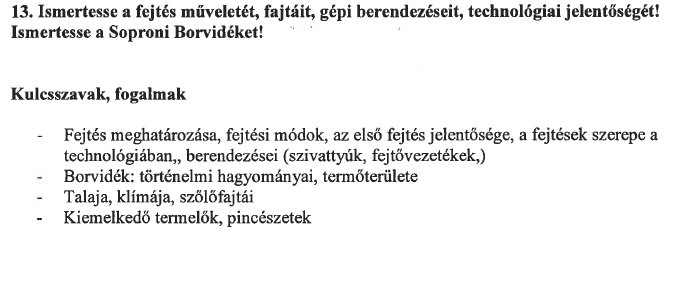 13. Ismertesse a fejtés műveletét, fajtáit, gépi berendezéseit, technológiai jelentőségét!
Ismertesse a Soproni Borvidéket!
Kulcsszavak, fogalmak
- Fejtés meghatározása, fejtési módok, az első fejtés jelentősége, a fejtések szerepe a
technológiában,, berendezései (szivattyúk, fejtővezetékek,)
- Borvidék: történelmi hagyományai, termőterülete
- Talaja, klímája, szőlőfajtái
- Kiemelkedő termelők, pincészetek